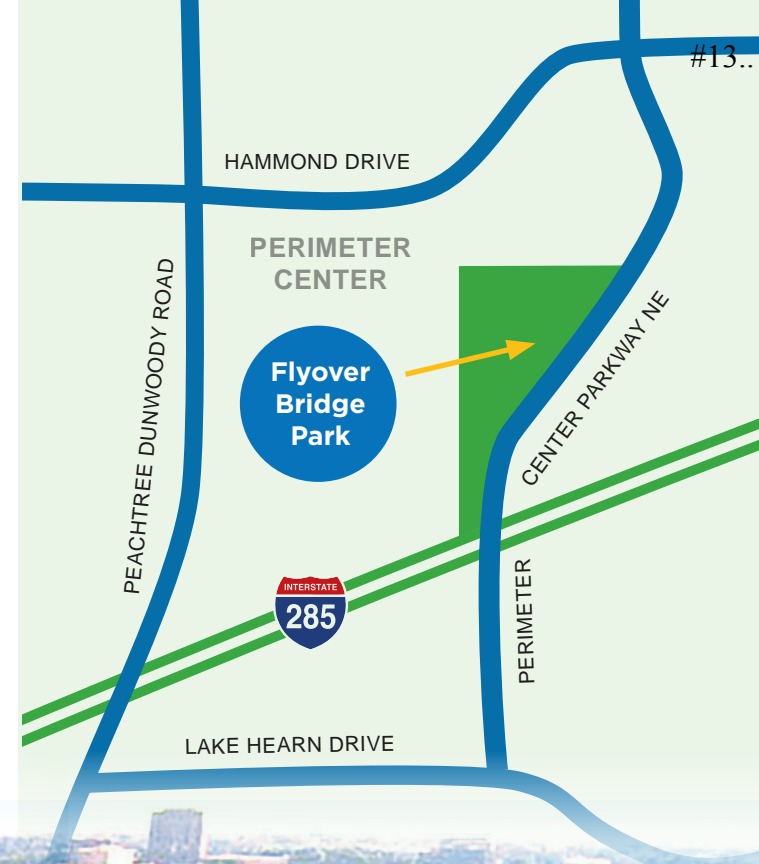 #13..
HAMMOND DRIVE
PERIMETER
CENTER
PEACHTREE DUNWOODY ROAD
Flyover
Bridge
Park
CENTER PARKWAY NE
PERIMETER
INTERSTATE
285
LAKE HEARN DRIVE